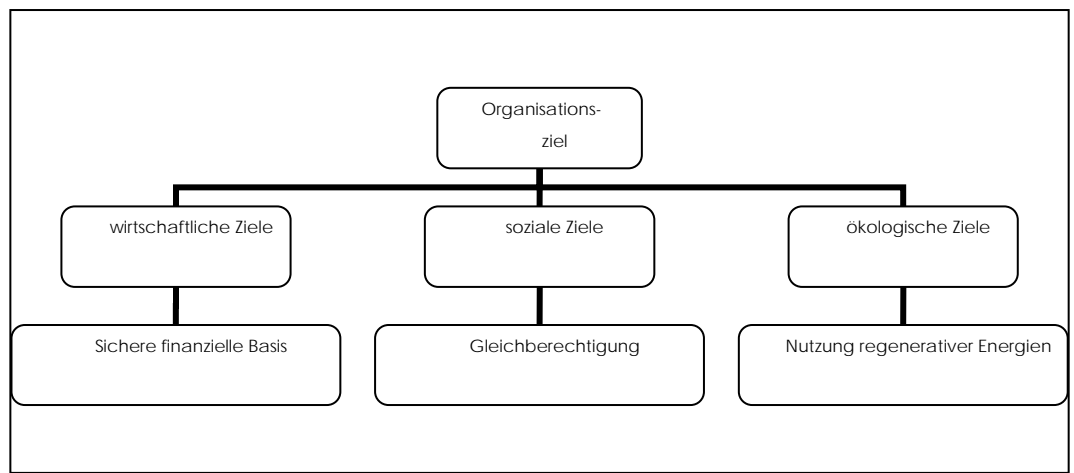 Organisations-
ziel
wirtschaftliche Ziele
soziale Ziele
ökologische Ziele
Sichere finanzielle Basis
Gleichberechtigung
Nutzung regenerativer Energien